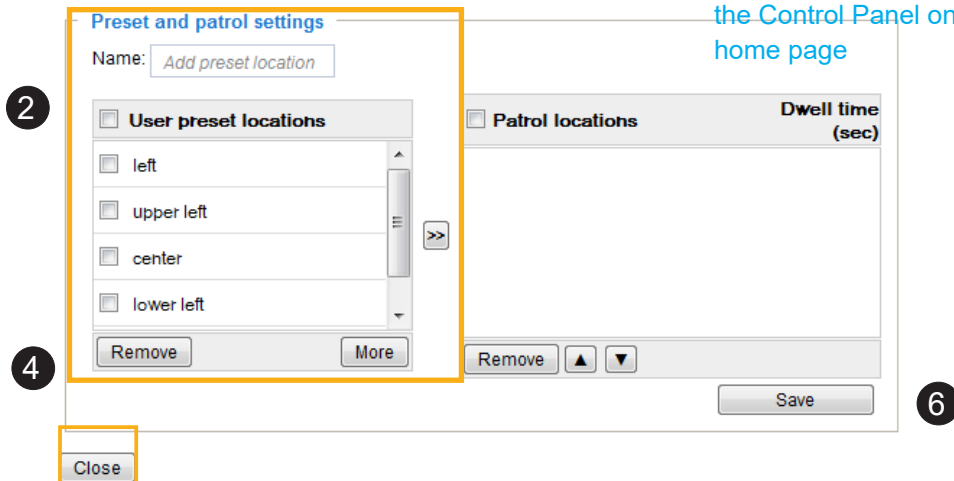 the Control Panel on
home page
Preset and patrol settings
Name: Add preset location
2
User preset locations
left
upper left
center
lower left
>>
Remove More
4
Patrol locations Dwell time
(sec)
Remove ▲ ▼
Save
6
Close